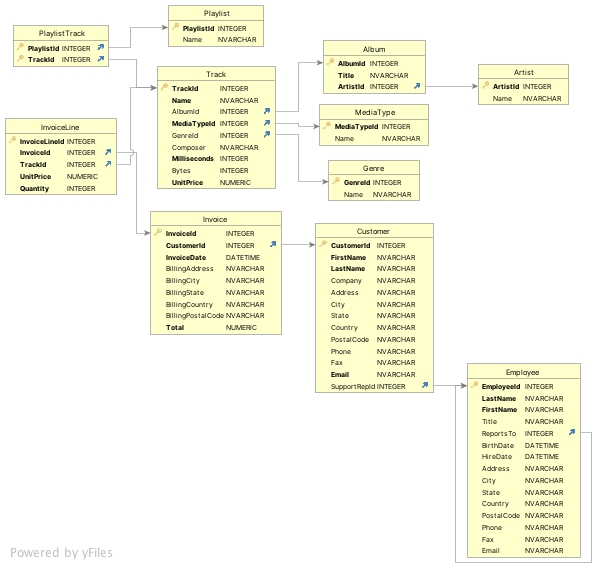 Playlist
PlaylistId INTEGER
Name NVARCHAR
PlaylistTrack
PlaylistId INTEGER
TrackId INTEGER
Album
AlbumId INTEGER
Title NVARCHAR
ArtistId INTEGER
Artist
ArtistId INTEGER
Name NVARCHAR
Track
TrackId INTEGER
Name NVARCHAR
AlbumId INTEGER
MediaTypeId INTEGER
GenreId INTEGER
Composer NVARCHAR
Milliseconds INTEGER
Bytes INTEGER
UnitPrice NUMERIC
MediaType
MediaTypeId INTEGER
Name NVARCHAR
InvoiceLine
InvoiceLineId INTEGER
InvoiceId INTEGER
TrackId INTEGER
UnitPrice NUMERIC
Quantity INTEGER
Genre
GenreId INTEGER
Name NVARCHAR
Invoice
InvoiceId INTEGER
CustomerId INTEGER
InvoiceDate DATETIME
BillingAddress NVARCHAR
BillingCity NVARCHAR
BillingState NVARCHAR
BillingCountry NVARCHAR
BillingPostalCode NVARCHAR
Total NUMERIC
Customer
CustomerId INTEGER
FirstName NVARCHAR
LastName NVARCHAR
Company NVARCHAR
Address NVARCHAR
City NVARCHAR
State NVARCHAR
Country NVARCHAR
PostalCode NVARCHAR
Phone NVARCHAR
Fax NVARCHAR
Email NVARCHAR
SupportRepId INTEGER
Employee
EmployeeId INTEGER
LastName NVARCHAR
FirstName NVARCHAR
Title NVARCHAR
ReportsTo INTEGER
BirthDate DATETIME
HireDate DATETIME
Address NVARCHAR
City NVARCHAR
State NVARCHAR
Country NVARCHAR
PostalCode NVARCHAR
Phone NVARCHAR
Fax NVARCHAR
Email NVARCHAR
Powered by yFiles